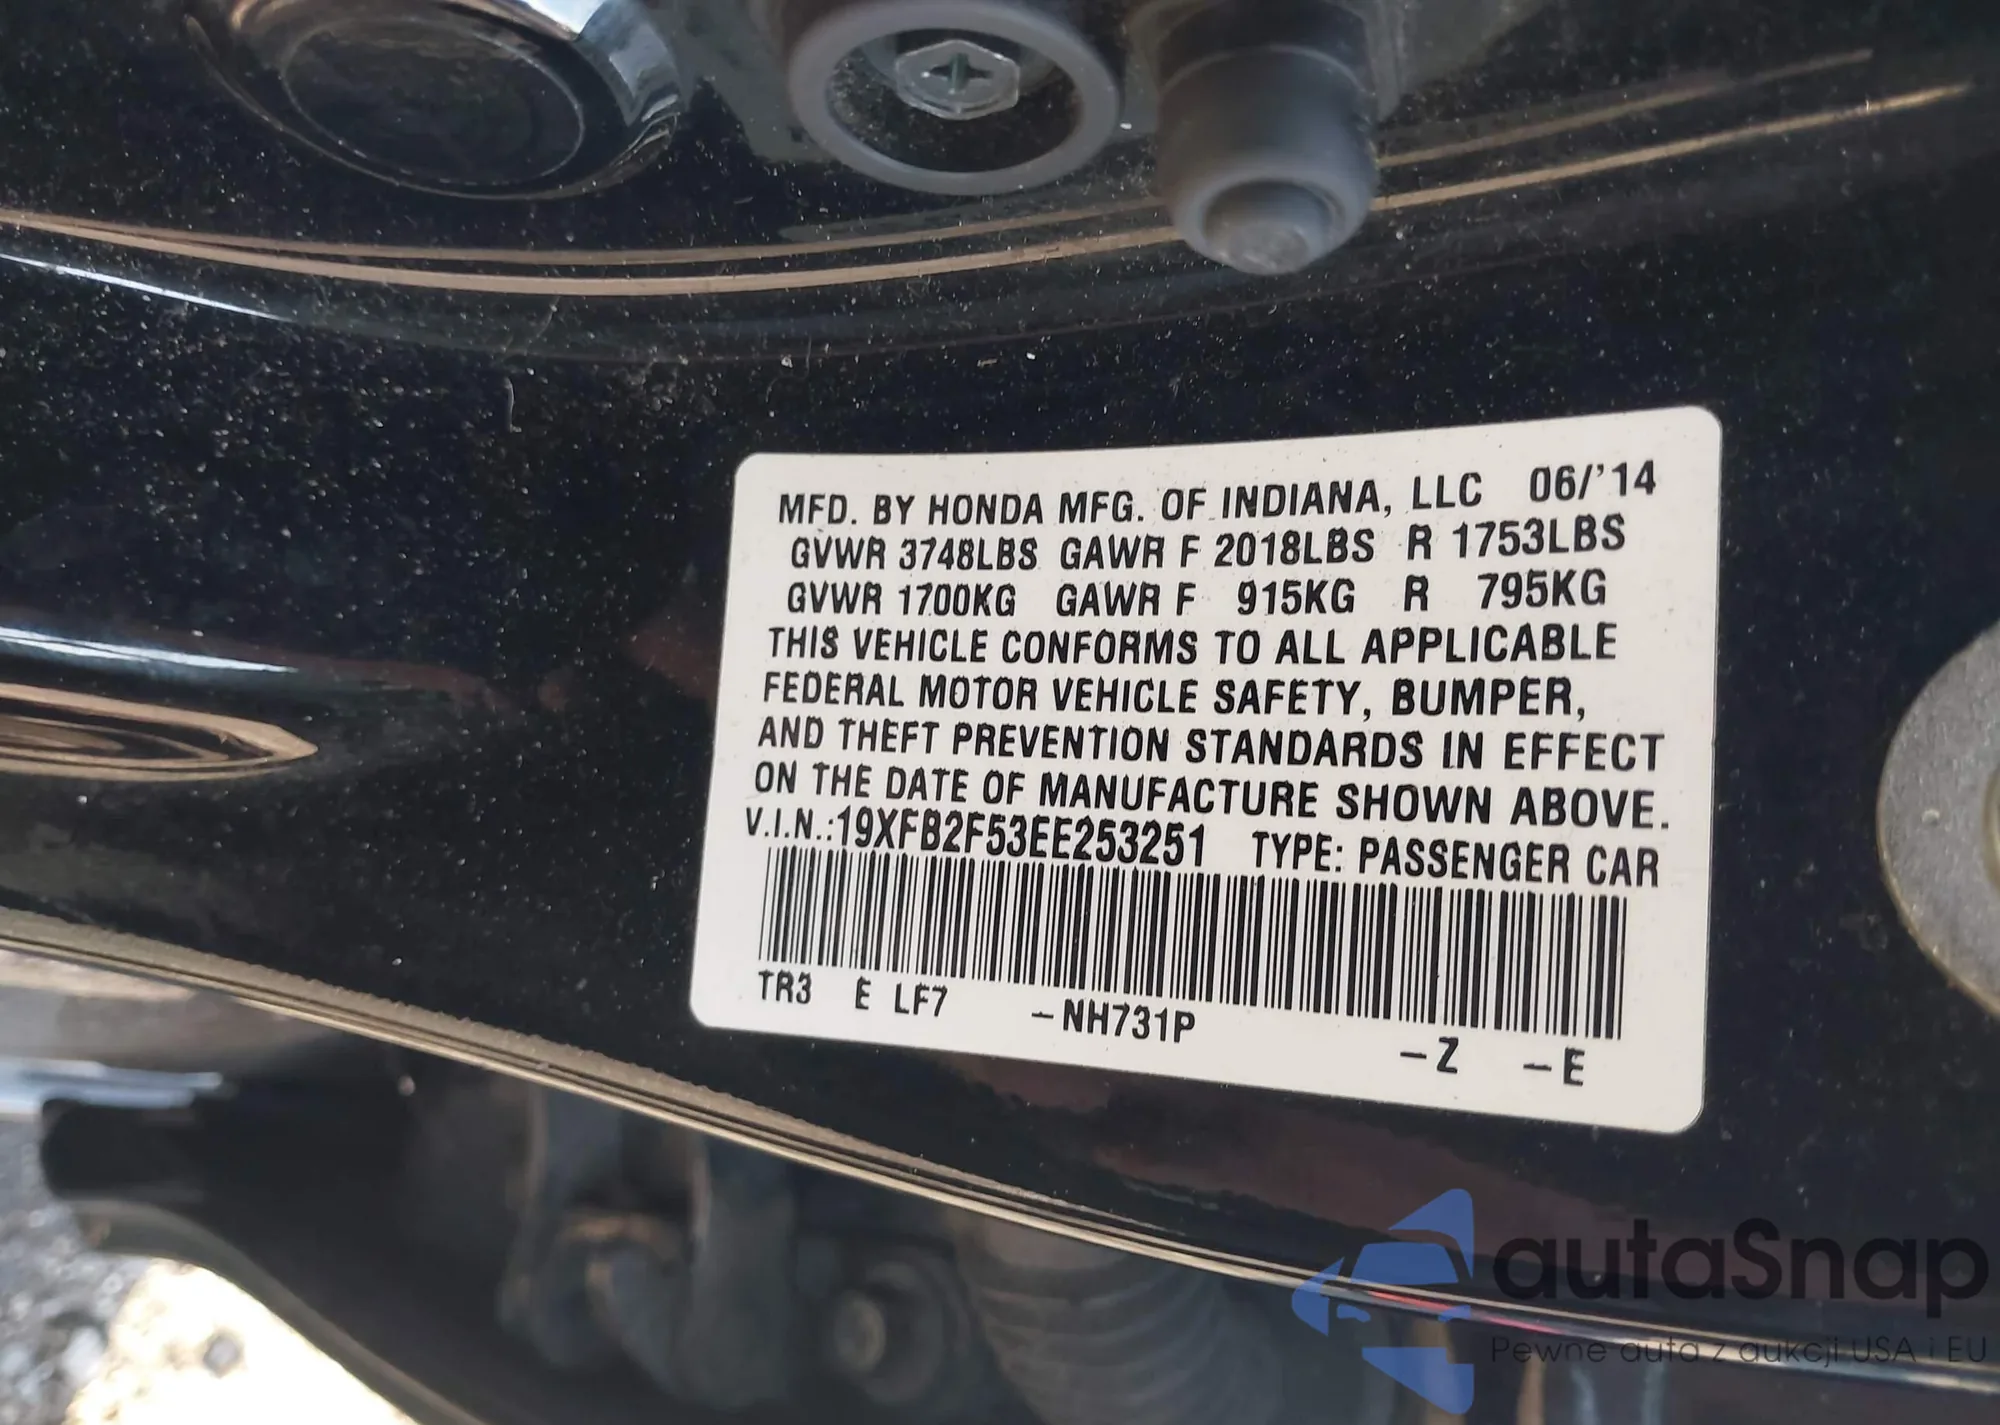 MFD. BY HONDA MFG. OF INDIANA, LLC 06/'14
GVWR 3748LBS GAWR F 2018LBS R 1753LBS
GVWR 1700KG GAWR F 915KG R 795KG
THIS VEHICLE CONFORMS TO ALL APPLICABLE
FEDERAL MOTOR VEHICLE SAFETY, BUMPER,
AND THEFT PREVENTION STANDARDS IN EFFECT
ON THE DATE OF MANUFACTURE SHOWN ABOVE.
V.I.N.:19XFB2F53EE253251 TYPE: PASSENGER CAR
TR3 E LF7 -NH731P -Z -E
autaSnap
Pewne auta z aukcji USA i EU